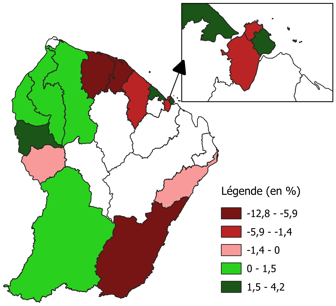 Légende (en %)
-12,8 - -5,9
-5,9 - -1,4
-1,4 - 0
0 - 1,5
1,5 - 4,2